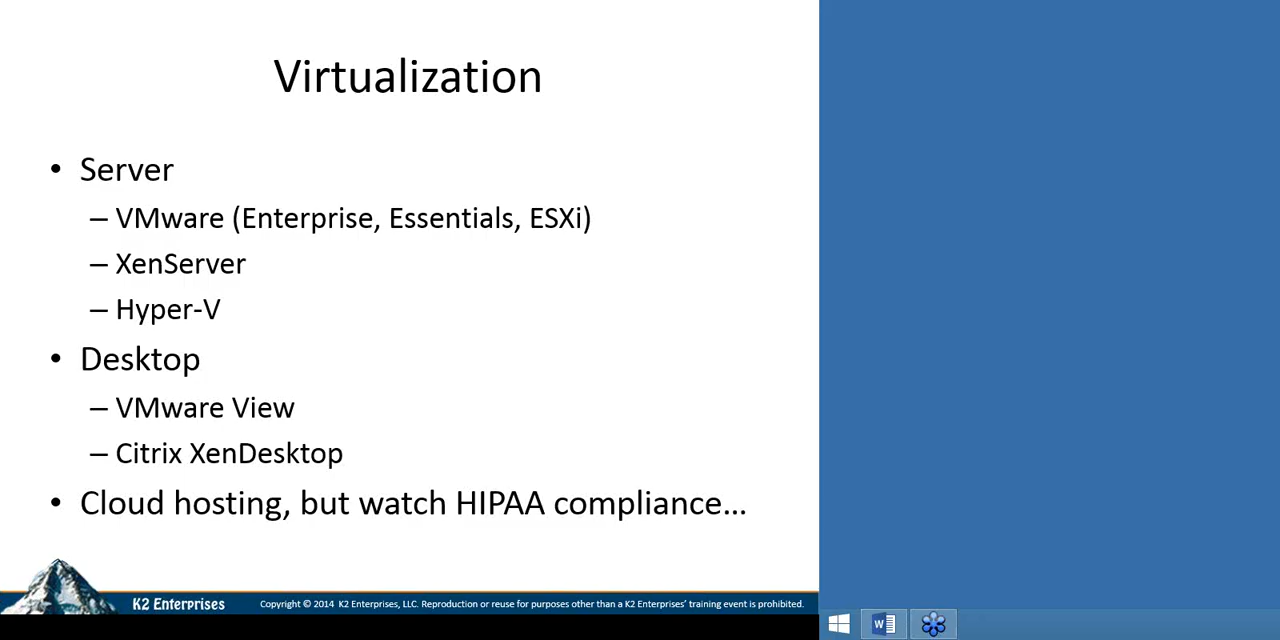 Virtualization
• Server
– VMware (Enterprise, Essentials, ESXi)
– XenServer
– Hyper-V
• Desktop
– VMware View
– Citrix XenDesktop
• Cloud hosting, but watch HIPAA compliance…
K2 Enterprises
Copyright © 2014 K2 Enterprises, LLC. Reproduction or reuse for purposes other than a K2 Enterprises' training event is prohibited.
W